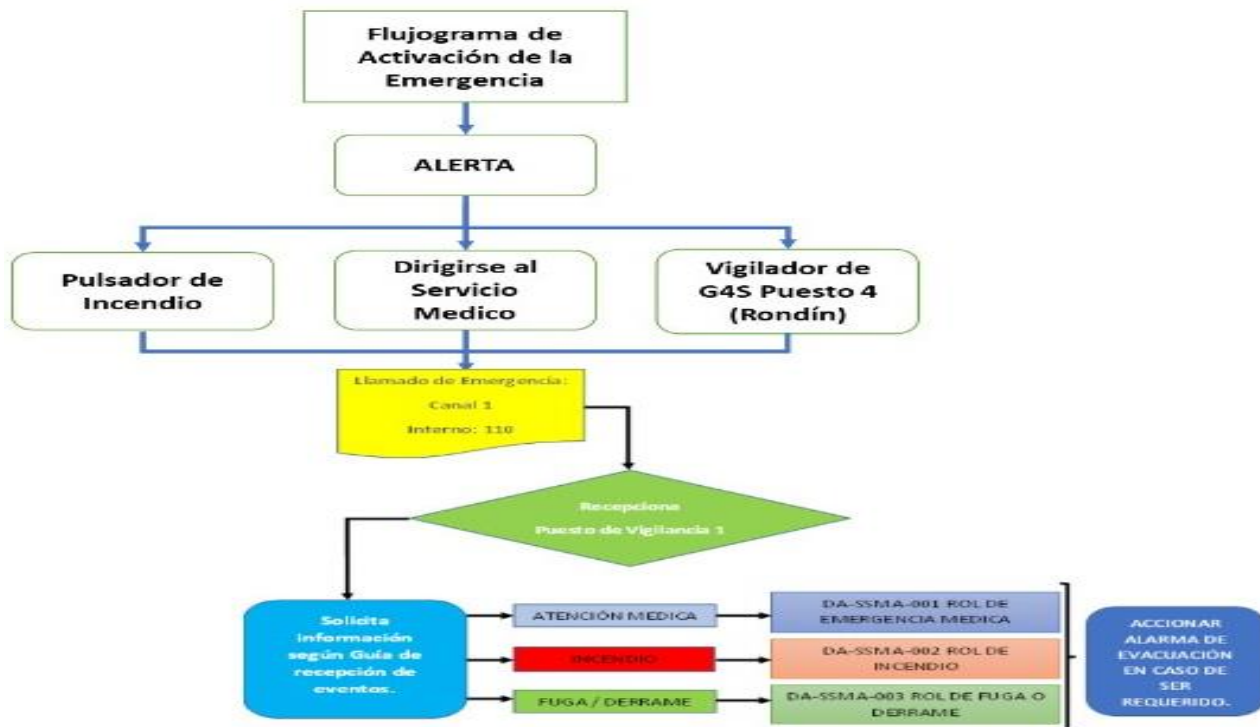 Flujograma de
Activación de la
Emergencia
ALERTA
Pulsador de
Incendio
Dirigirse al
Servicio
Medico
Vigilador de
G4S Puesto 4
(Rondín)
Llamado de Emergencia:
Canal 1
Interno: 110
Recepciona
Puesto de Vigilancia 1
Solicita
información
según Guía de
recepción de
eventos.
ATENCIÓN MEDICA
DA-SSMA-001 ROL DE
EMERGENCIA MEDICA
INCENDIO
DA-SSMA-002 ROL DE
INCENDIO
FUGA / DERRAME
DA-SSMA-003 ROL DE FUGA O
DERRAME
ACCIONAR
ALARMA DE
EVACUACIÓN
EN CASO DE
SER
REQUERIDO.